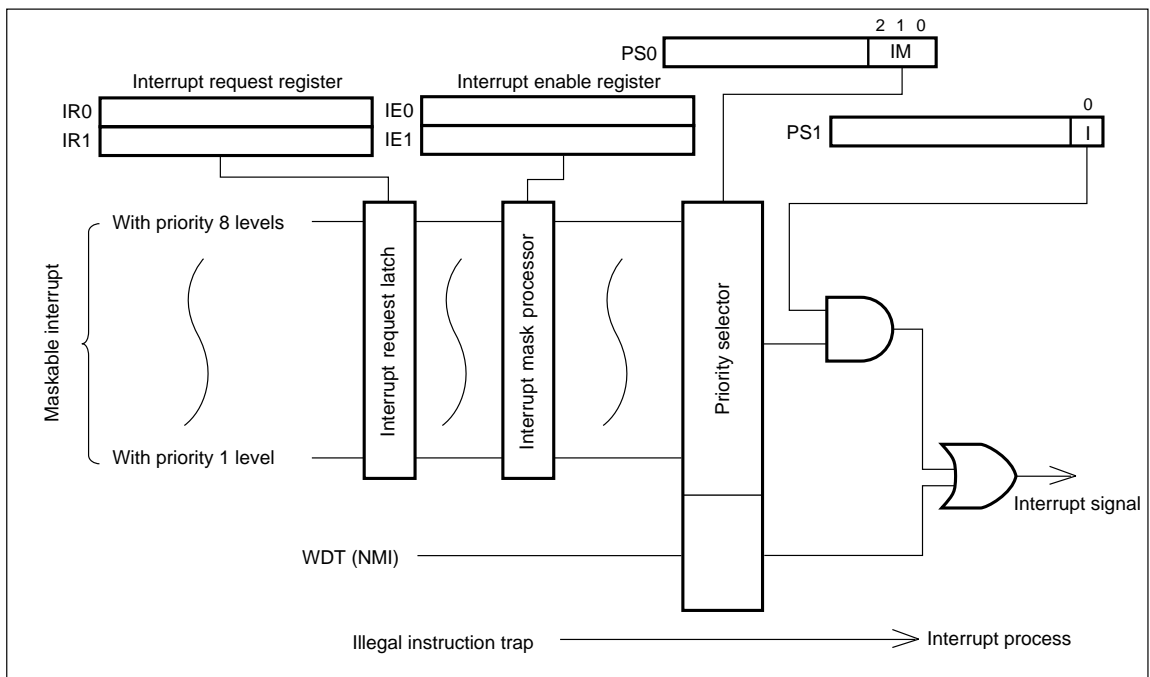 2 1 0
PS0
IM
Interrupt request register
Interrupt enable register
IR0
IR1
IE0
IE1
0
PS1
I
With priority 8 levels
Maskable interrupt
Interrupt request latch
Interrupt mask processor
Priority selector
With priority 1 level
Interrupt signal
WDT (NMI)
Illegal instruction trap
Interrupt process